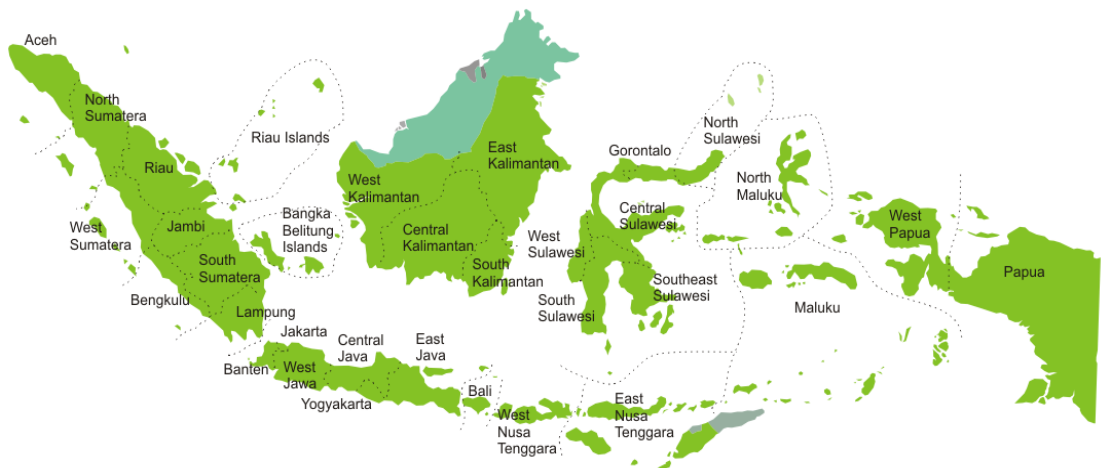 Aceh
North
Sumatera
Riau Islands
Riau
West
Sumatera
Jambi
Bangka
Belitung
Islands
South
Sumatera
Bengkulu
Lampung
Jakarta
Banten
West
Jawa
Central
Java
Yogyakarta
East
Java
Bali
West
Nusa
Tenggara
East
Nusa
Tenggara
West
Kalimantan
Central
Kalimantan
East
Kalimantan
South
Kalimantan
Gorontalo
North
Sulawesi
Central
Sulawesi
West
Sulawesi
South
Sulawesi
Southeast
Sulawesi
North
Maluku
Maluku
West
Papua
Papua